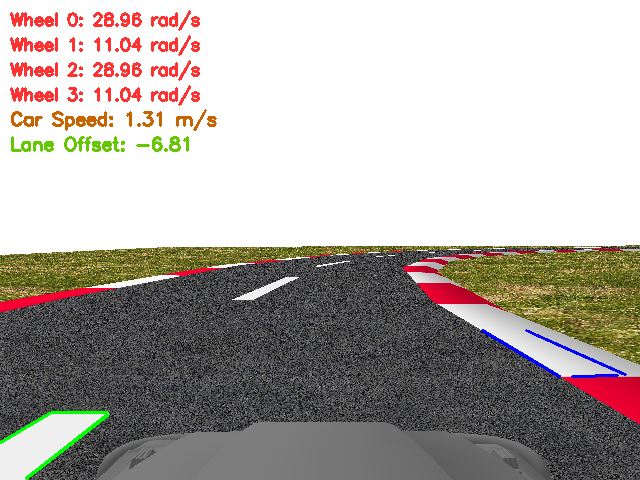 Wheel 0: 28.96 rad/s
Wheel 1: 11.04 rad/s
Wheel 2: 28.96 rad/s
Wheel 3: 11.04 rad/s
Car Speed: 1.31 m/s
Lane Offset: -6.81